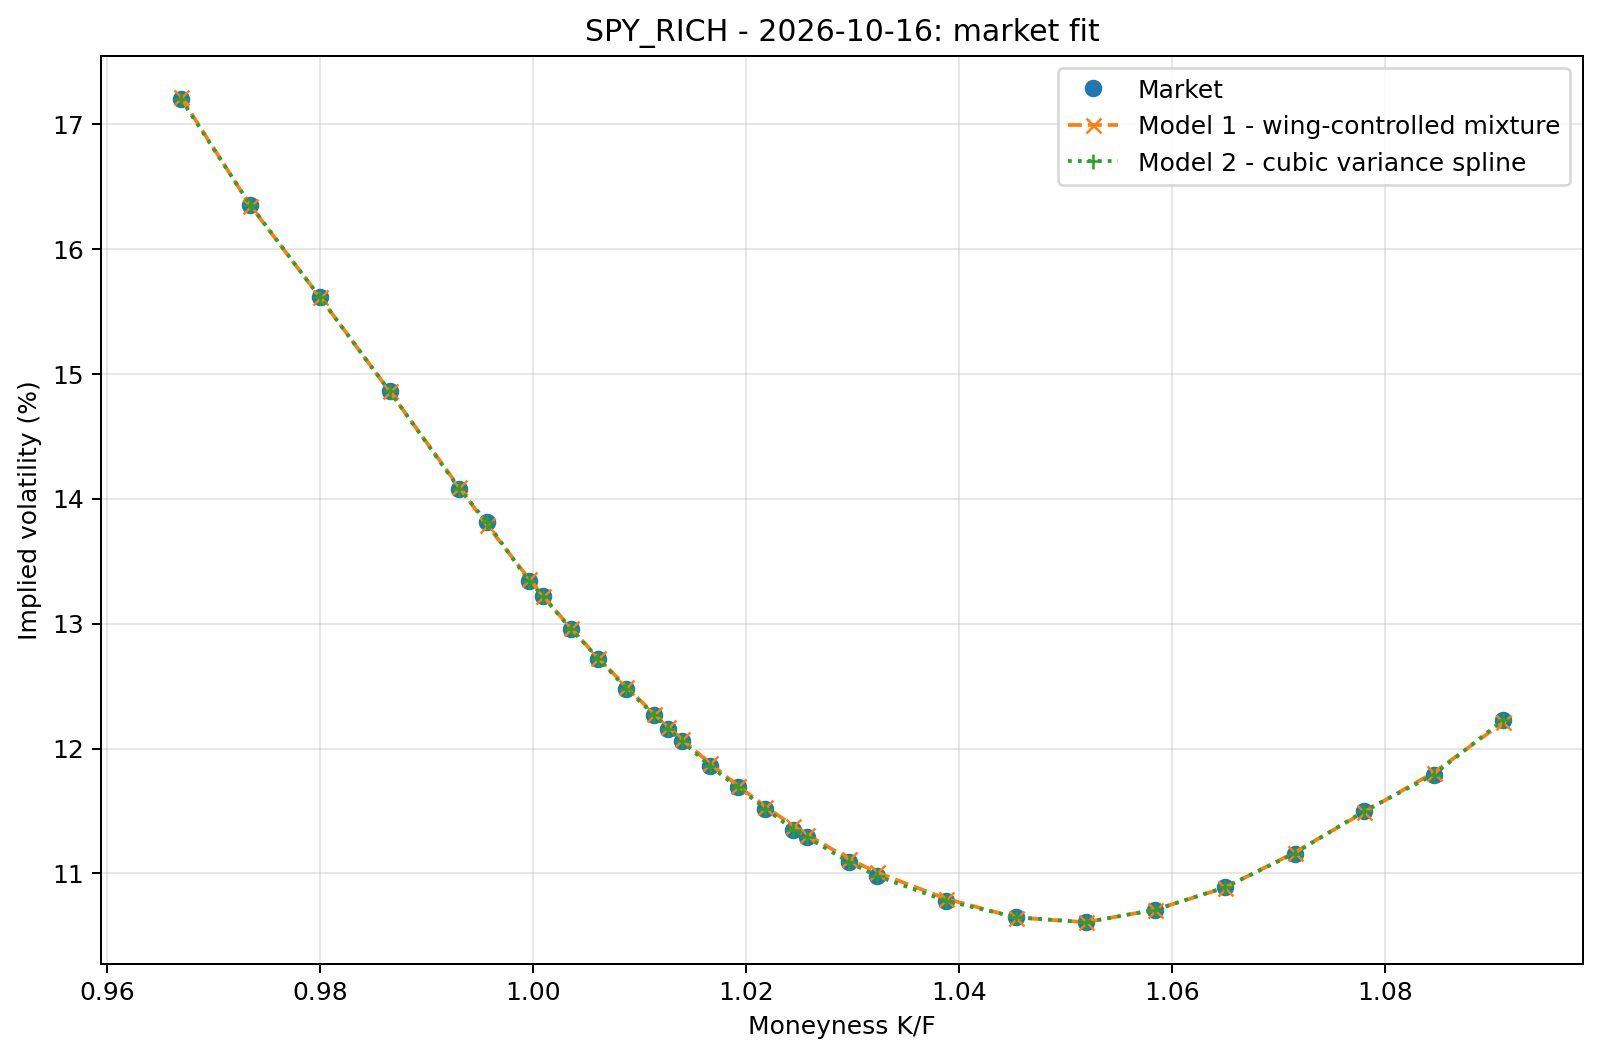 SPY_RICH - 2026-10-16: market fit
Market
Model 1 - wing-controlled mixture
Model 2 - cubic variance spline
Implied volatility (%)
17
16
15
14
13
12
11
0.96 0.98 1.00 1.02 1.04 1.06 1.08
Moneyness K/F